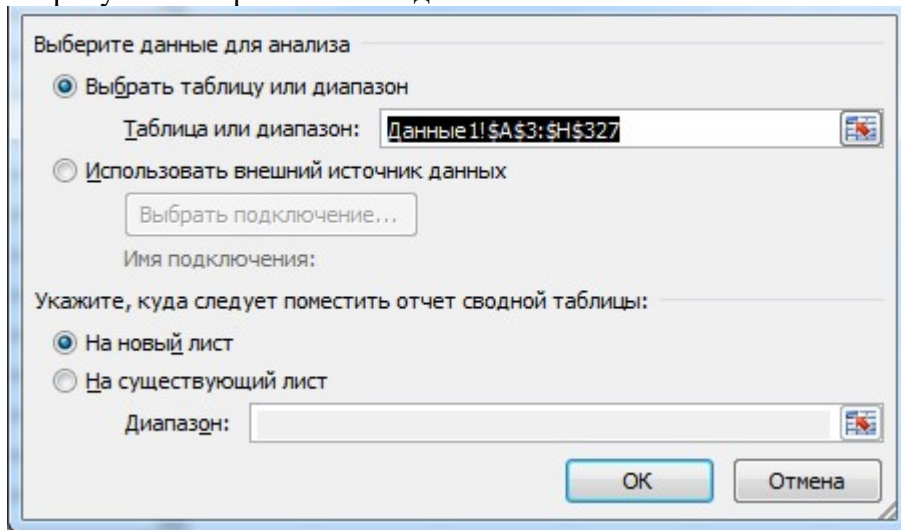 Выберите данные для анализа
Выбрать таблицу или диапазон
Таблица или диапазон: Данные1!$A$3:$H$327
Использовать внешний источник данных
Выбрать подключение...
Имя подключения:
Укажите, куда следует поместить отчет сводной таблицы:
На новый лист
На существующий лист
Диапазон:
ОК Отмена